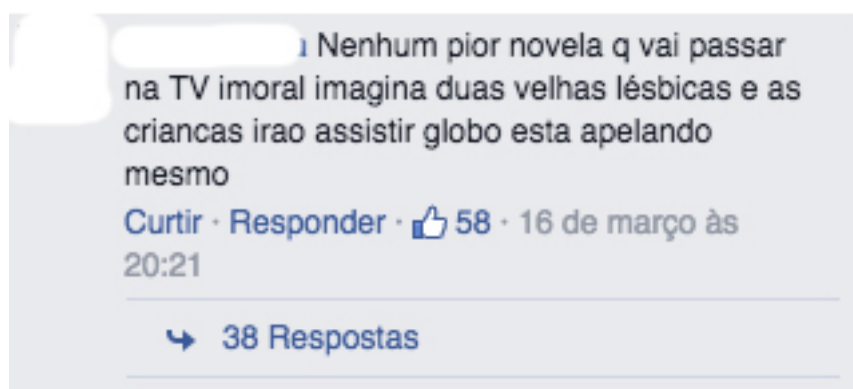 Nenhum pior novela q vai passar
na TV imoral imagina duas velhas lésbicas e as
criancas irao assistir globo esta apelando
mesmo
Curtir · Responder · 58 · 16 de março às
20:21
38 Respostas